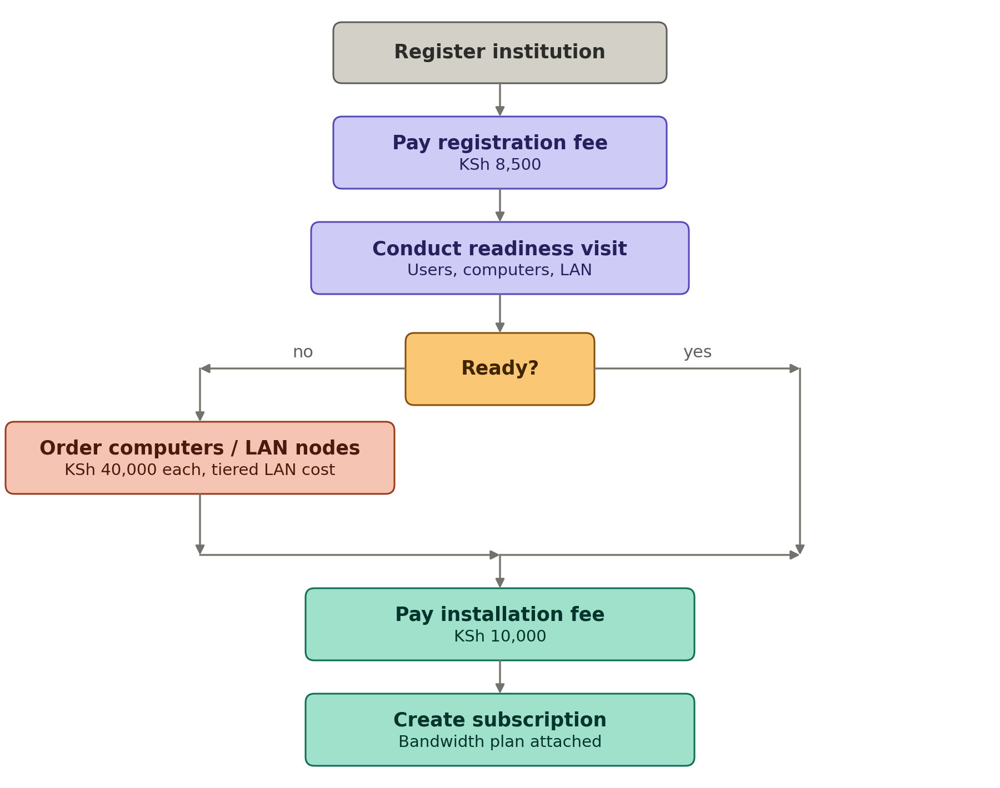 Register institution
Pay registration fee
KSh 8,500
Conduct readiness visit
Users, computers, LAN
Ready?
no
yes
Order computers / LAN nodes
KSh 40,000 each, tiered LAN cost
Pay installation fee
KSh 10,000
Create subscription
Bandwidth plan attached